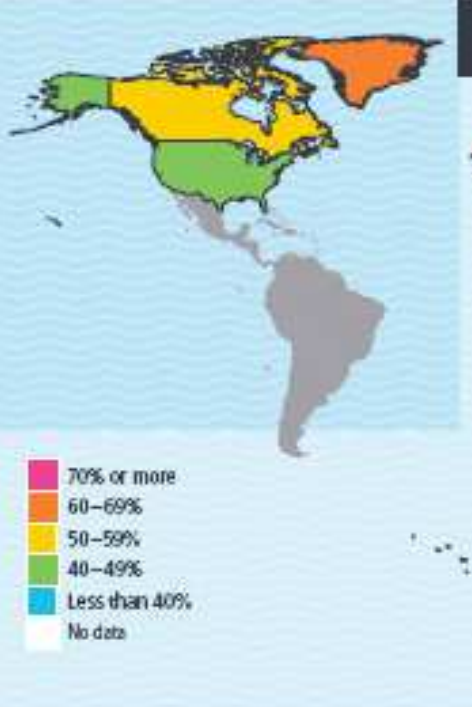 70% or more
60–69%
50–59%
40–49%
Less than 40%
No data